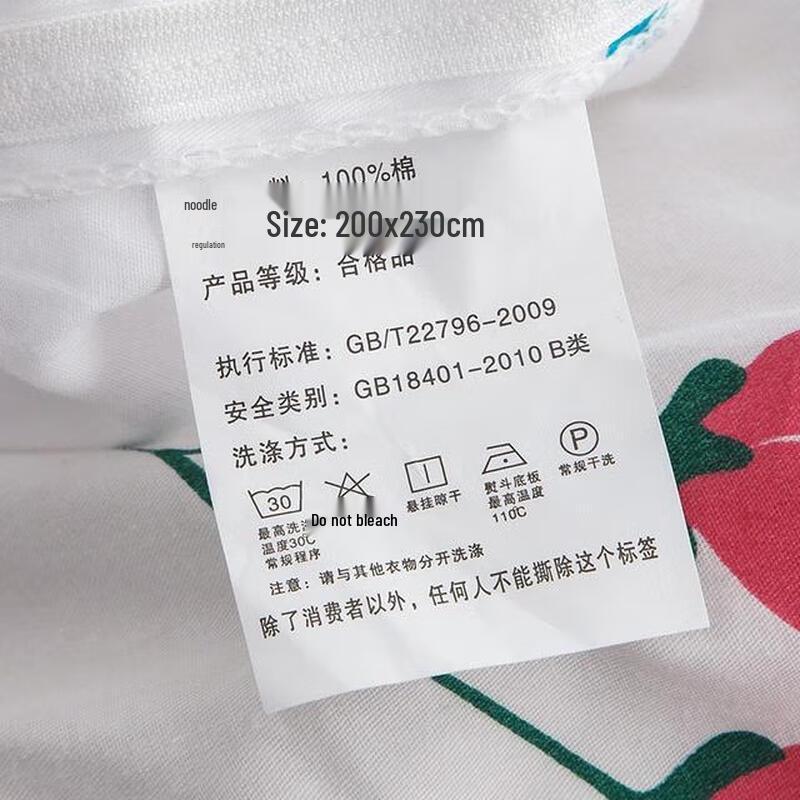 料 100%棉
noodle
Size: 200x230cm
regulation
产品等级：合格品
执行标准：GB/T22796-2009
安全类别：GB18401-2010 B类
洗涤方式：
30
P
最高洗
温度30℃
常规程序
Do not bleach
悬挂晾干
熨斗底板
最高温度
110℃
常规干洗
注意：请与其他衣物分开洗涤
除了消费者以外，任何人不能撕除这个标签